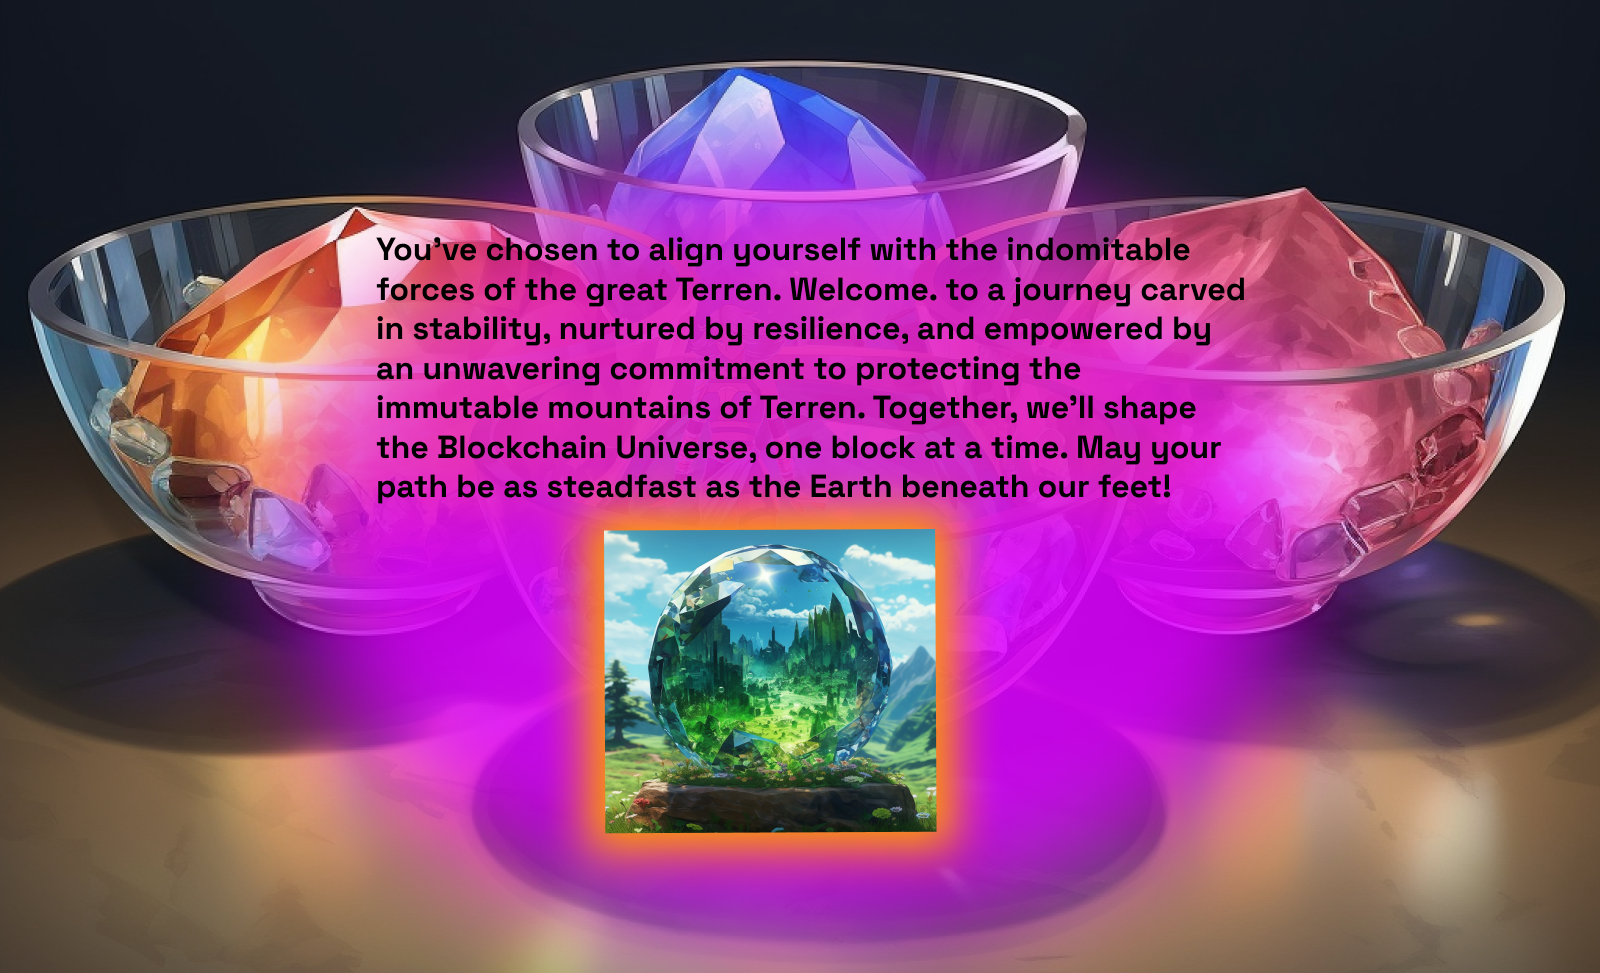 You’ve chosen to align yourself with the indomitable
forces of the great Terren. Welcome. to a journey carved
in stability, nurtured by resilience, and empowered by
an unwavering commitment to protecting the
immutable mountains of Terren. Together, we’ll shape
the Blockchain Universe, one block at a time. May your
path be as steadfast as the Earth beneath our feet!